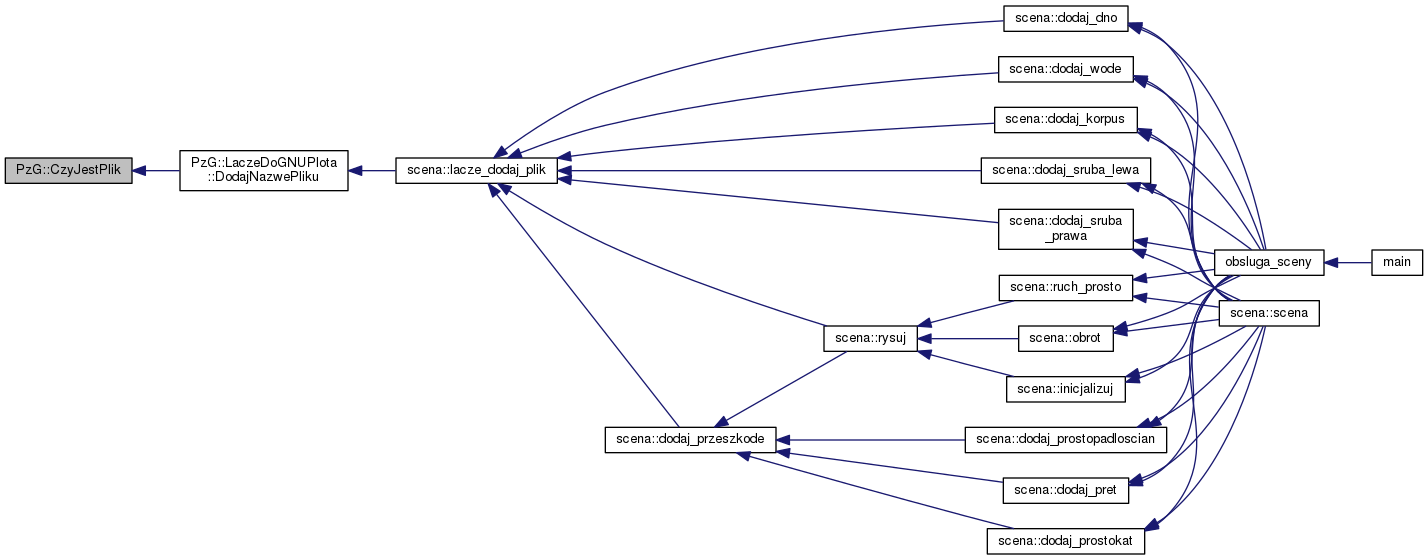 PzG::CzyJestPlik
PzG::LaczeDoGNUPlota
::DodajNazwePliku
scena::lacze_dodaj_plik
scena::dodaj_dno
scena::dodaj_wode
scena::dodaj_korpus
scena::dodaj_sruba_lewa
scena::dodaj_sruba
_prawa
scena::ruch_prosto
scena::rysuj
scena::obrot
scena::inicjalizuj
scena::dodaj_przeszkode
scena::dodaj_prostopadloscian
scena::dodaj_pret
scena::dodaj_prostokat
obsluga_sceny
main
scena::scena